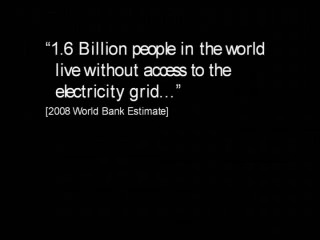 “1.6 Billion people in the world
live without access to the
electricity grid...”
[2008 World Bank Estimate]